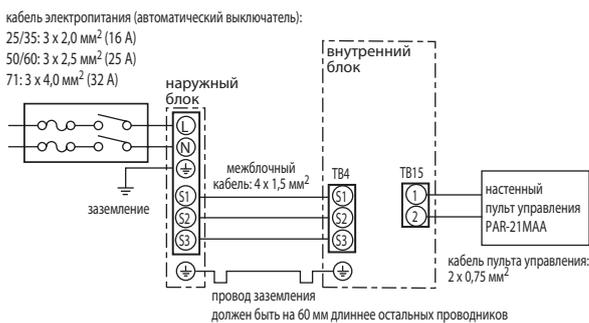 кабель электропитания (автоматический выключатель):
25/35: 3 x 2,0 мм² (16 А)
50/60: 3 x 2,5 мм² (25 А)
71: 3 x 4,0 мм² (32 А)
наружный
блок
внутренний
блок
L
N
заземление
межблочный
кабель: 4 x 1,5 мм²
S1
S2
S3
TB4
S1
S2
S3
TB15
1
2
настенный
пульт управления
PAR-21MAA
кабель пульта управления:
2 x 0,75 мм²
провод заземления
должен быть на 60 мм длиннее остальных проводников